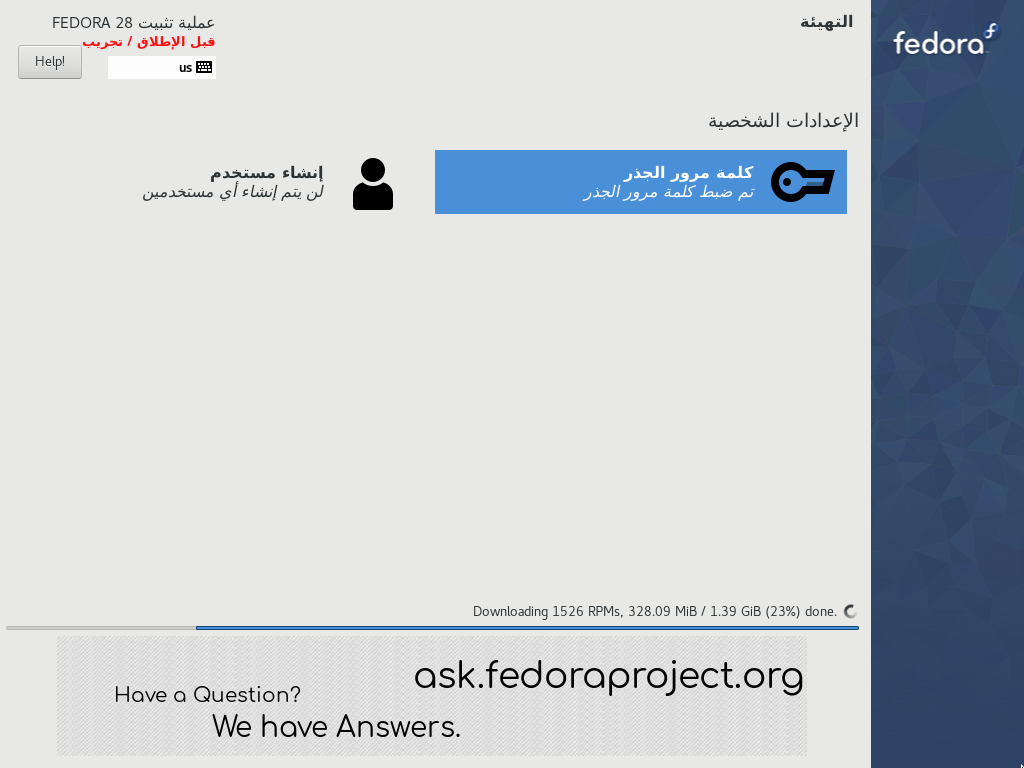 fedora
التهيئة
عملية تثبيت FEDORA 28
قبل الإطلاق / تجريب
us
Help!
الإعدادات الشخصية
كلمة مرور الجذر
تم ضبط كلمة مرور الجذر
إنشاء مستخدم
لن يتم إنشاء أي مستخدمين
Downloading 1526 RPMs, 328.09 MiB / 1.39 GiB (23%) done.
ask.fedoraproject.org
Have a Question?
We have Answers.